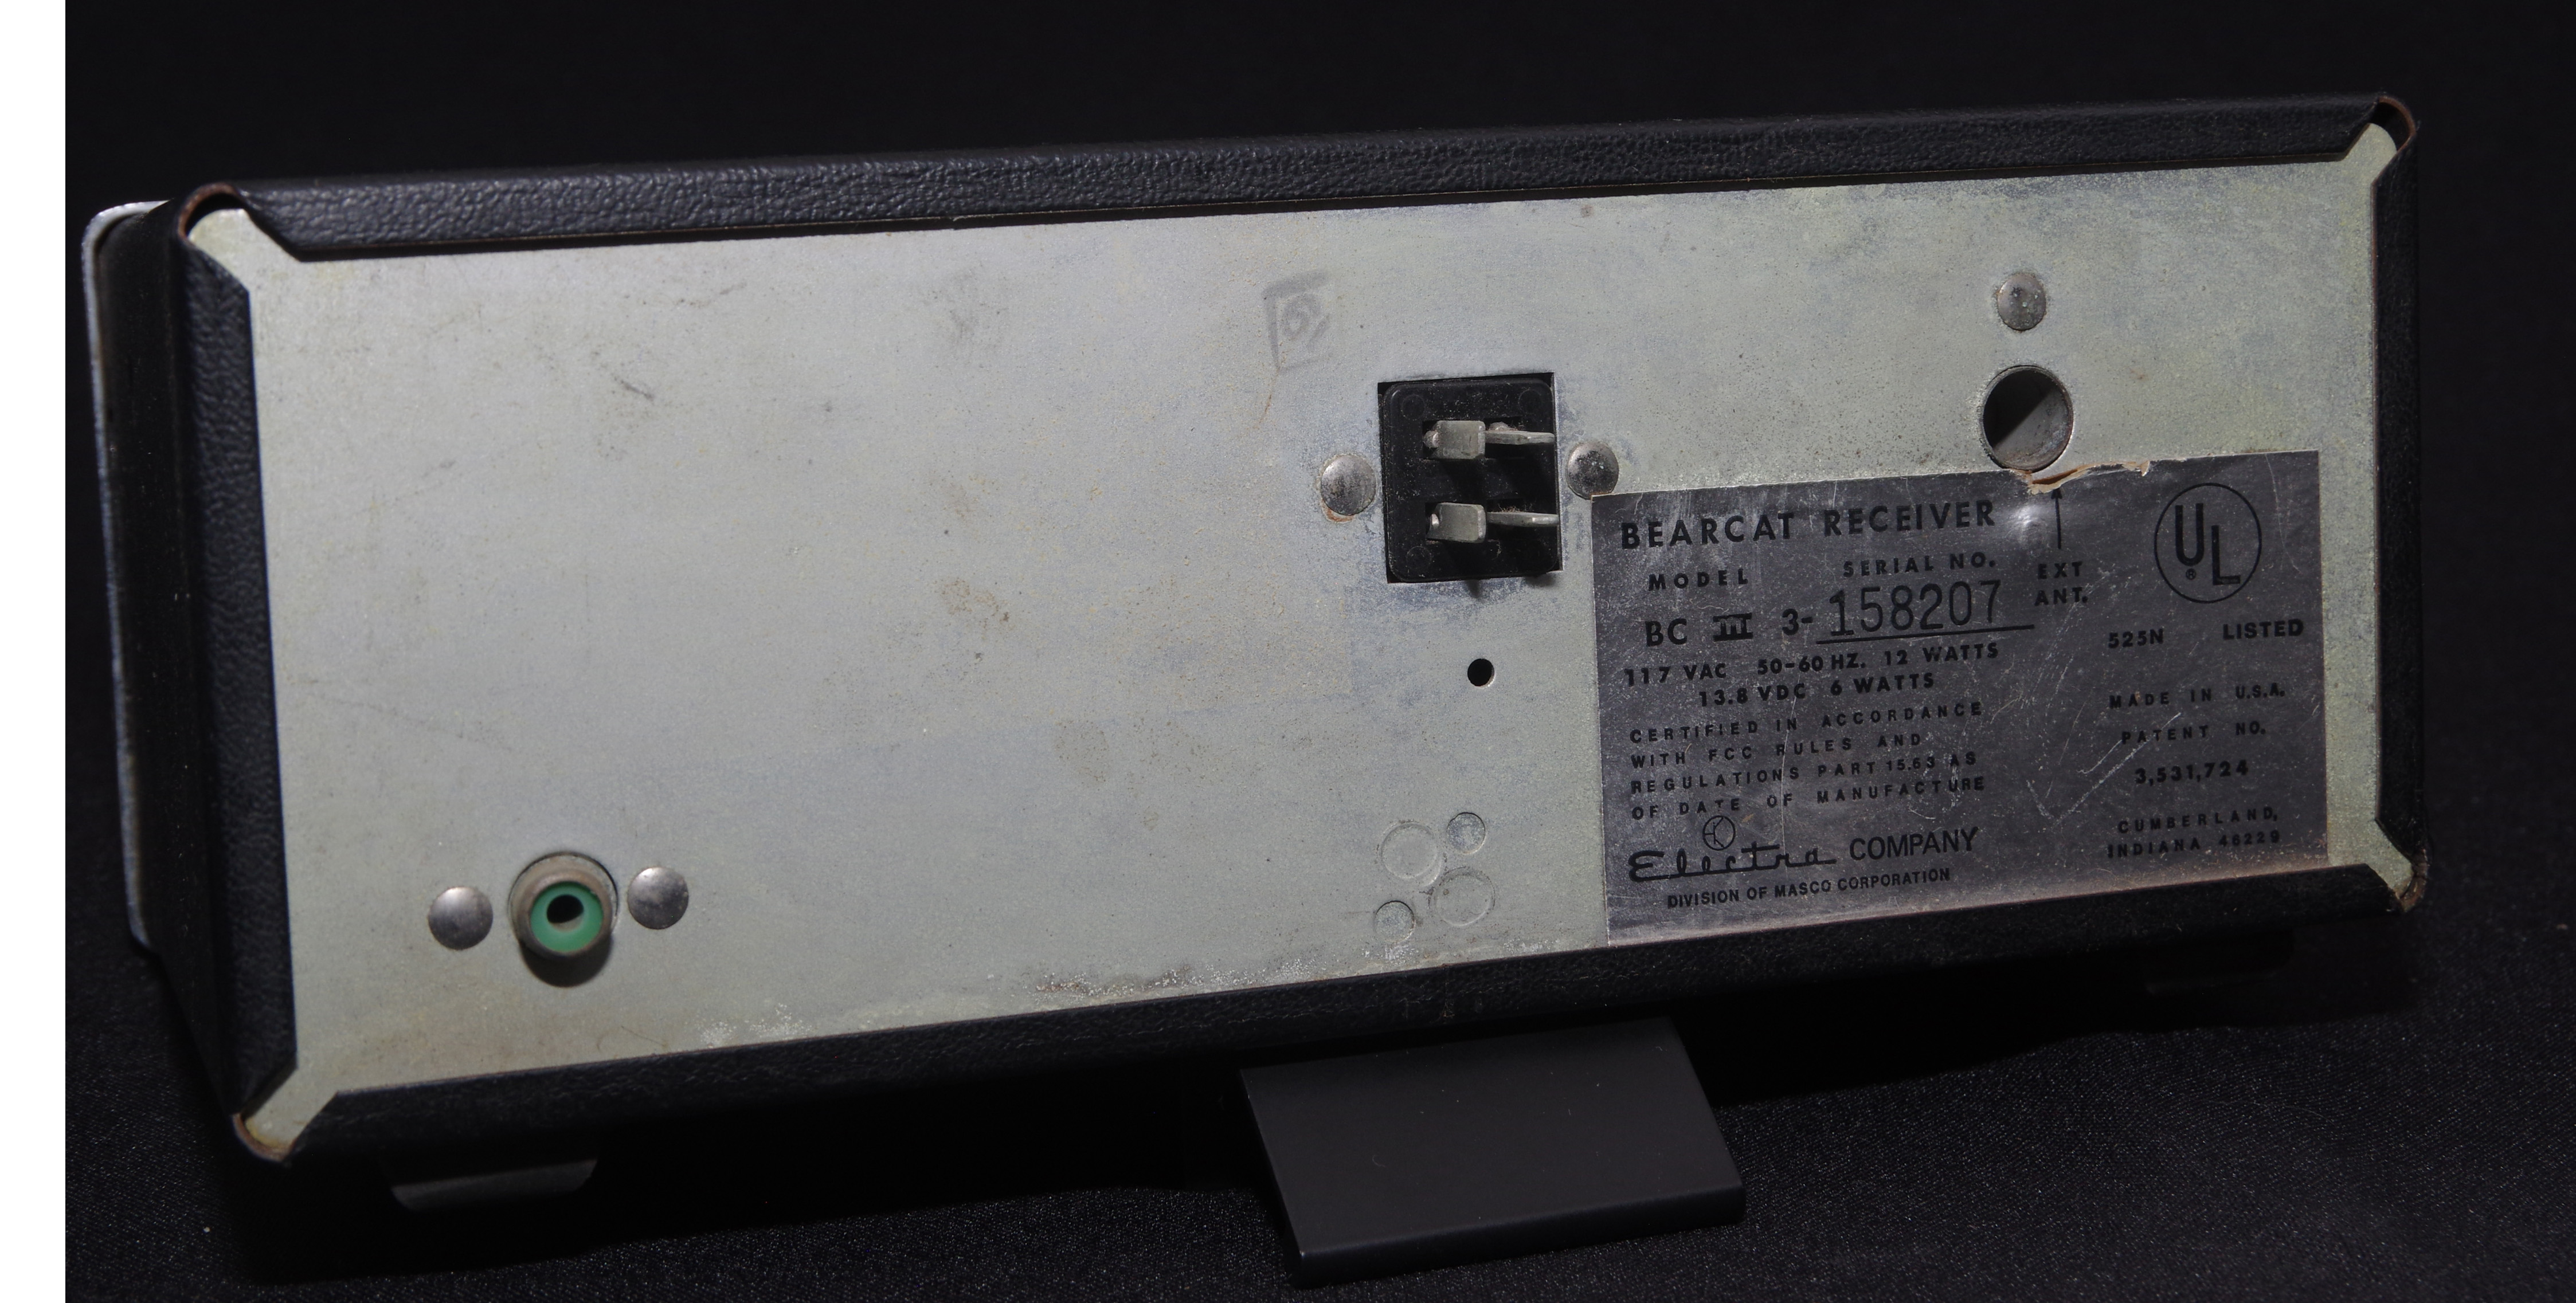 BEARCAT RECEIVER
MODEL SERIAL NO.
BC III 3-158207
117 VAC 50-60 HZ. 12 WATTS
13.8 VDC 6 WATTS
CERTIFIED IN ACCORDANCE
WITH FCC RULES AND
REGULATIONS PART 15.63 AS
OF DATE OF MANUFACTURE
Electra COMPANY
DIVISION OF MASCO CORPORATION
EXT
ANT.
UL
®
525N LISTED
MADE IN U.S.A.
PATENT NO.
3,531,724
CUMBERLAND,
INDIANA 46229